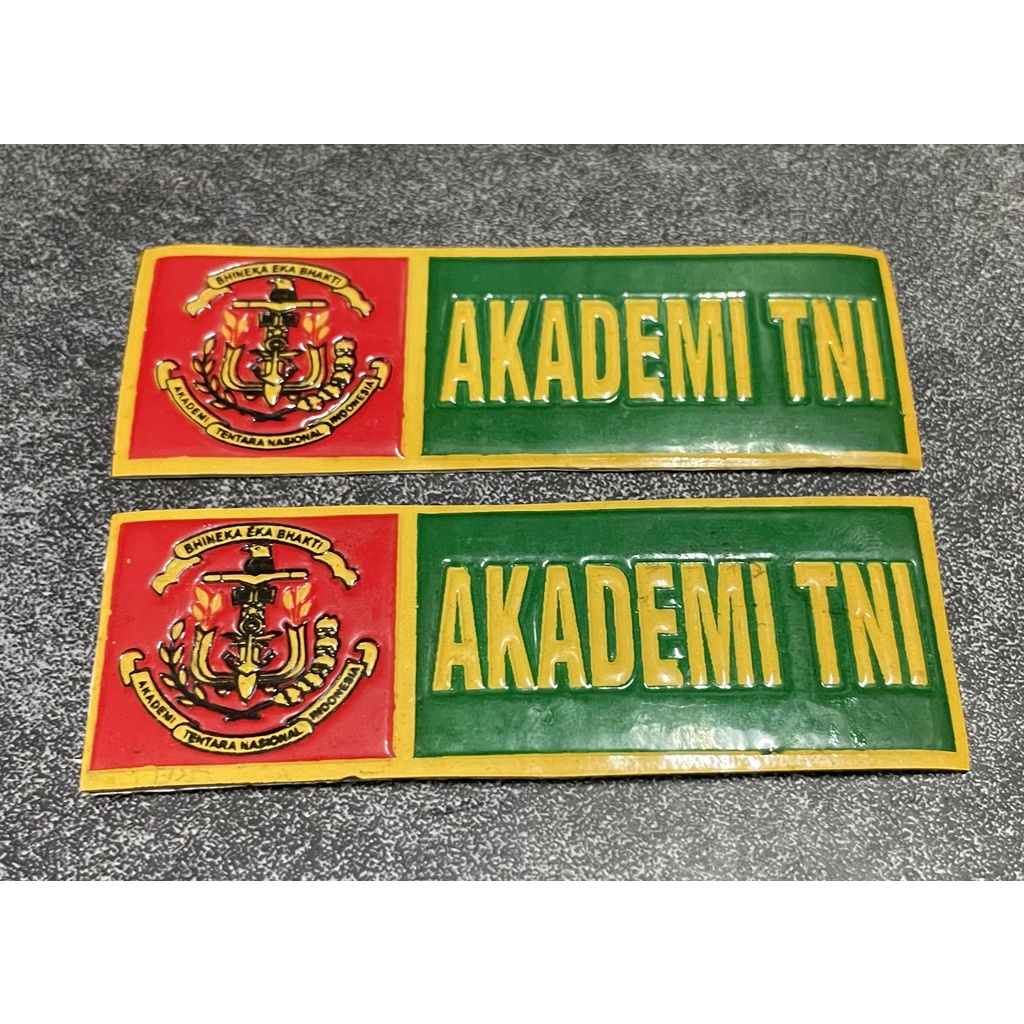 BHINEKA EKA BHAKTI
AKADEMI TENTARA NASIONAL INDONESIA
AKADEMI TNI
BHINEKA EKA BHAKTI
AKADEMI TENTARA NASIONAL INDONESIA
AKADEMI TNI